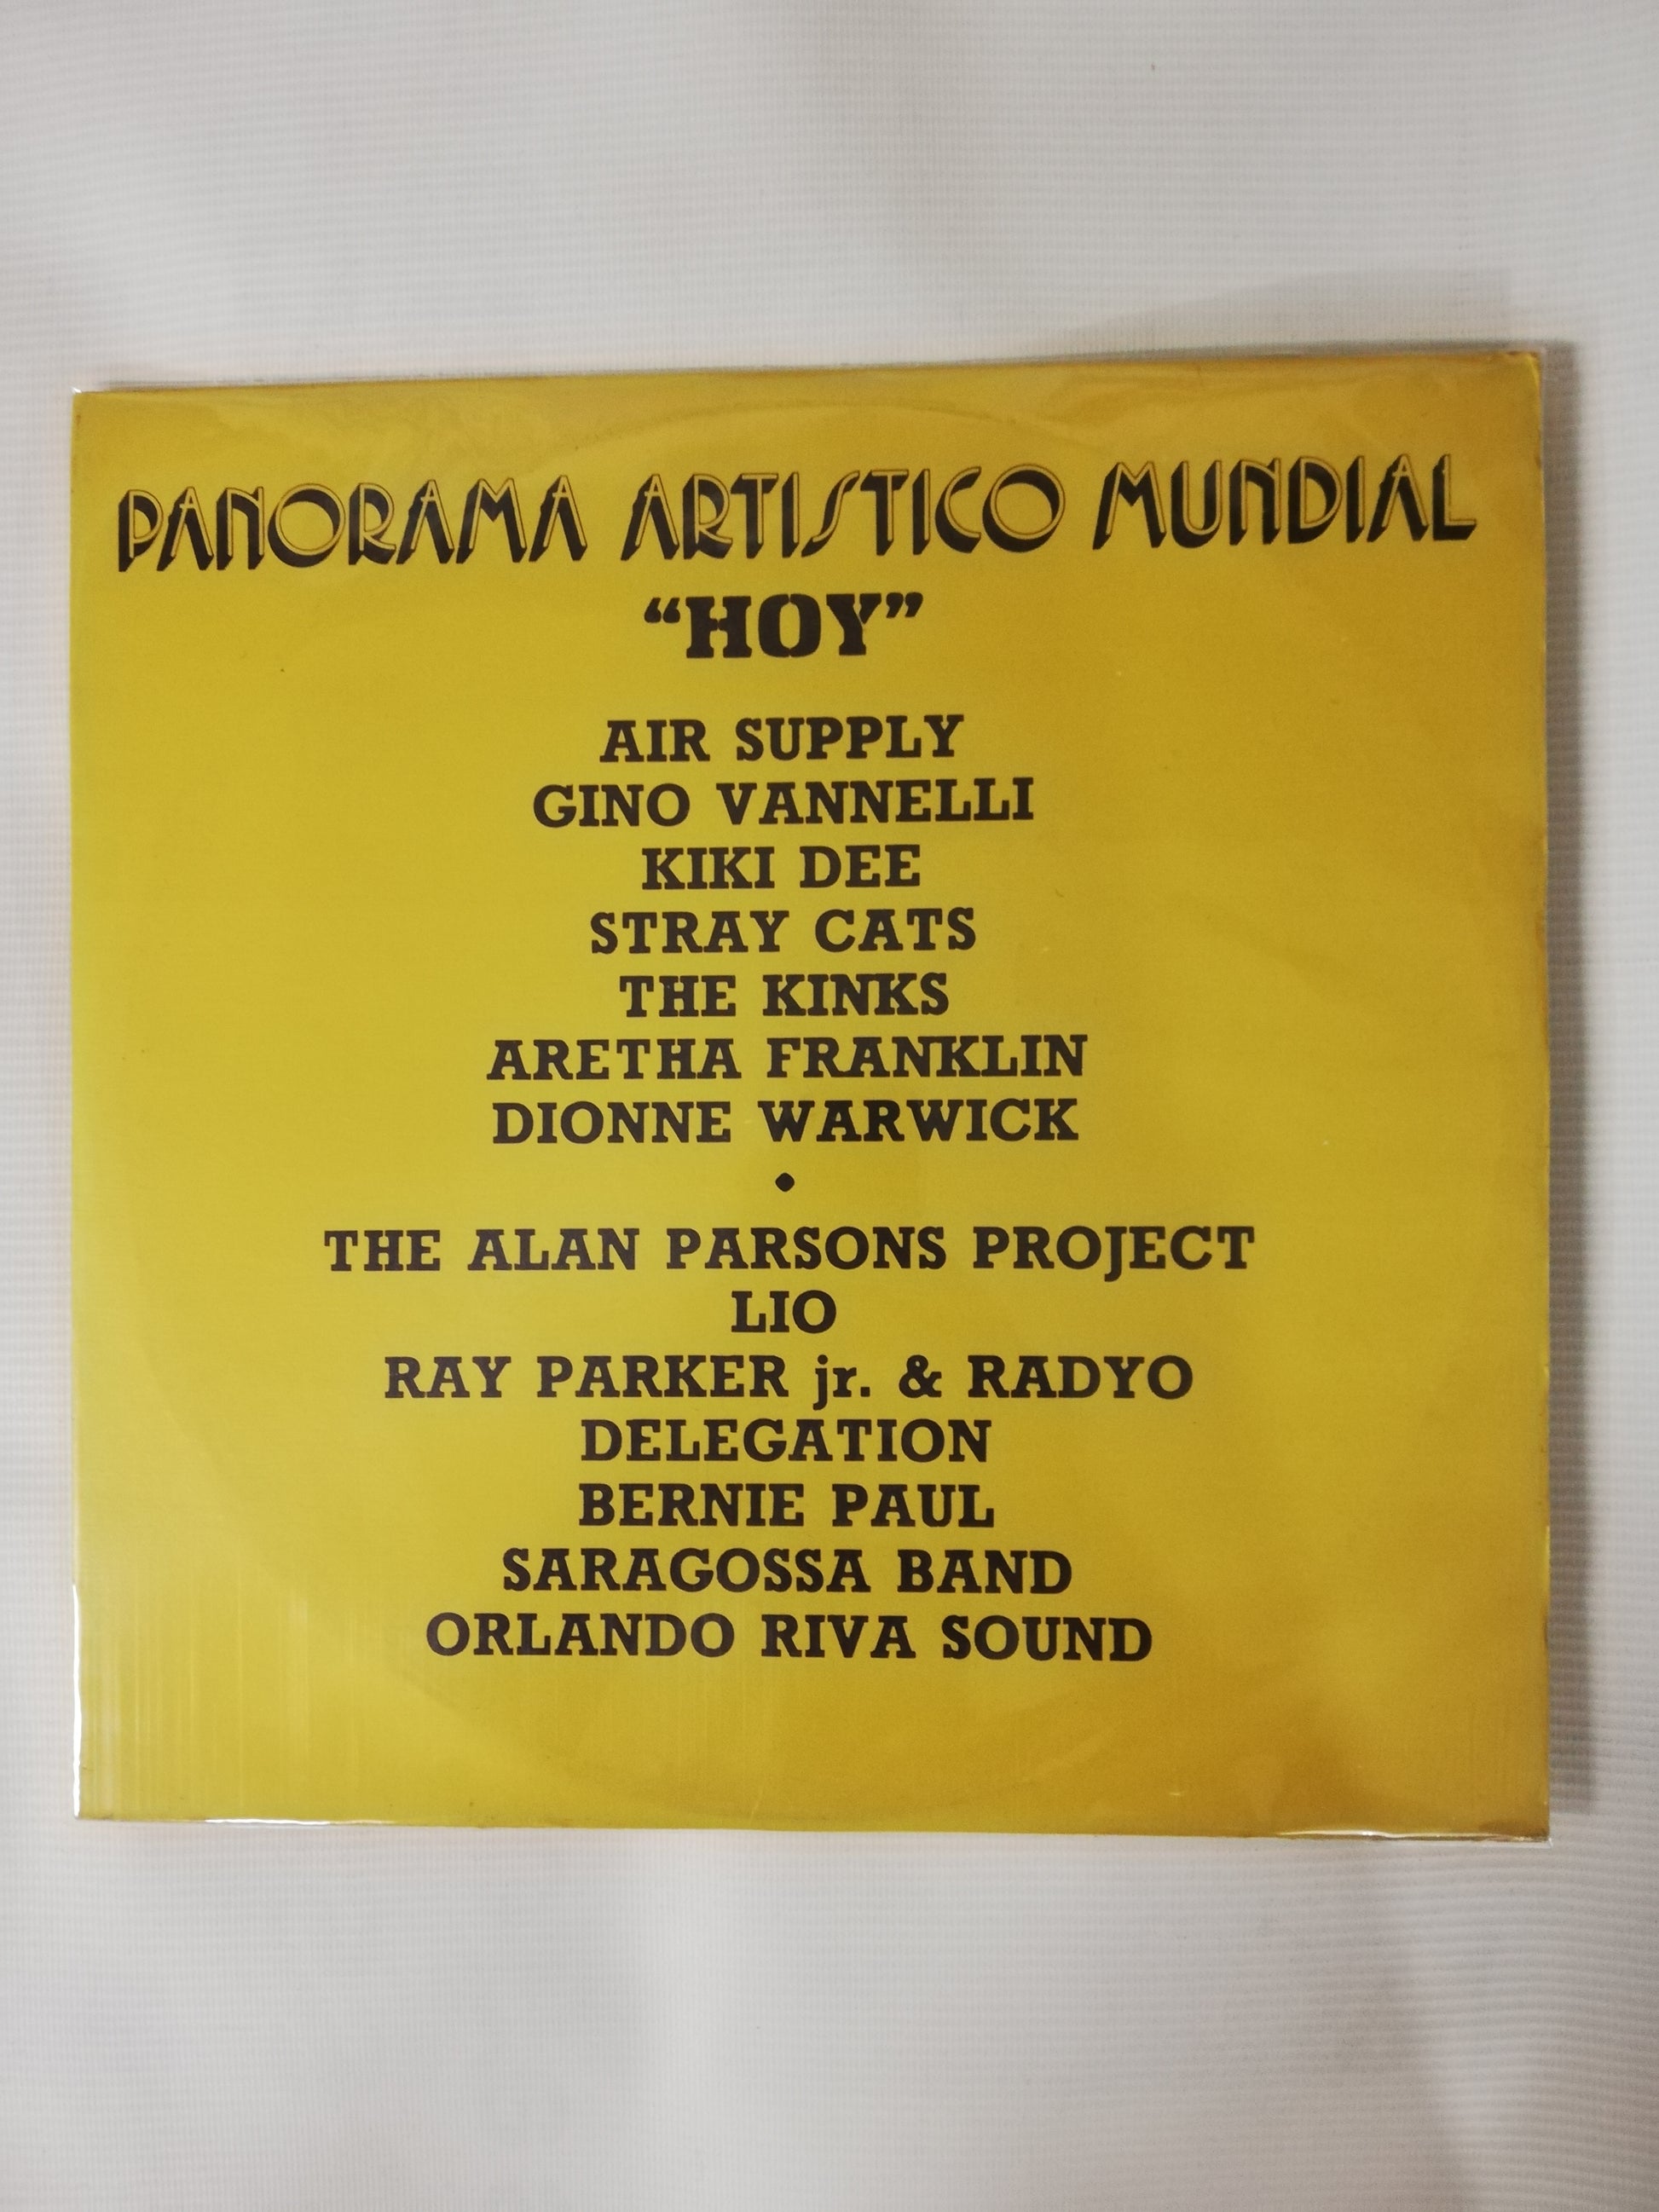 PANORAMA ARTISTICO MUNDIAL
“HOY”
AIR SUPPLY
GINO VANNELLI
KIKI DEE
STRAY CATS
THE KINKS
ARETHA FRANKLIN
DIONNE WARWICK
•
THE ALAN PARSONS PROJECT
LIO
RAY PARKER jr. & RADYO
DELEGATION
BERNIE PAUL
SARAGOSSA BAND
ORLANDO RIVA SOUND